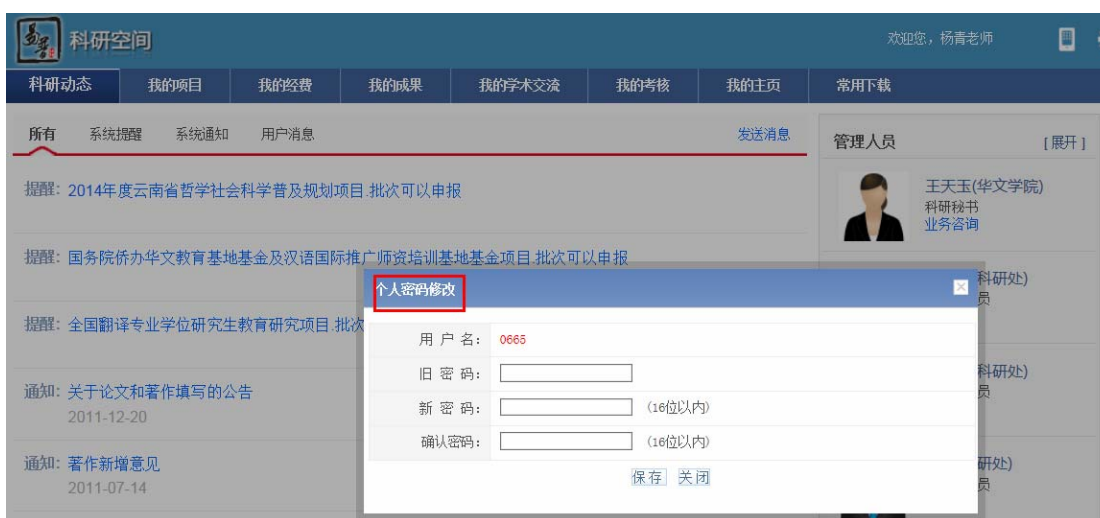 易普
科研空间
欢迎您，杨青老师
科研动态 我的项目 我的经费 我的成果 我的学术交流 我的考核 我的主页 常用下载
所有 系统提醒 系统通知 用户消息 发送消息
管理人员 [展开]
提醒: 2014年度云南省哲学社会科学普及规划项目.批次可以申报
王天玉(华文学院)
科研秘书
业务咨询
提醒: 国务院侨办华文教育基地基金及汉语国际推广师资培训基地基金项目.批次可以申报
科研处)
员
提醒: 全国翻译专业学位研究生教育研究项目.批次
科研处)
员
通知: 关于论文和著作填写的公告
2011-12-20
通知: 著作新增意见
2011-07-14
研处)
员
个人密码修改
用 户 名: 0665
旧 密 码:
新 密 码: (16位以内)
确认密码: (16位以内)
保存 关闭